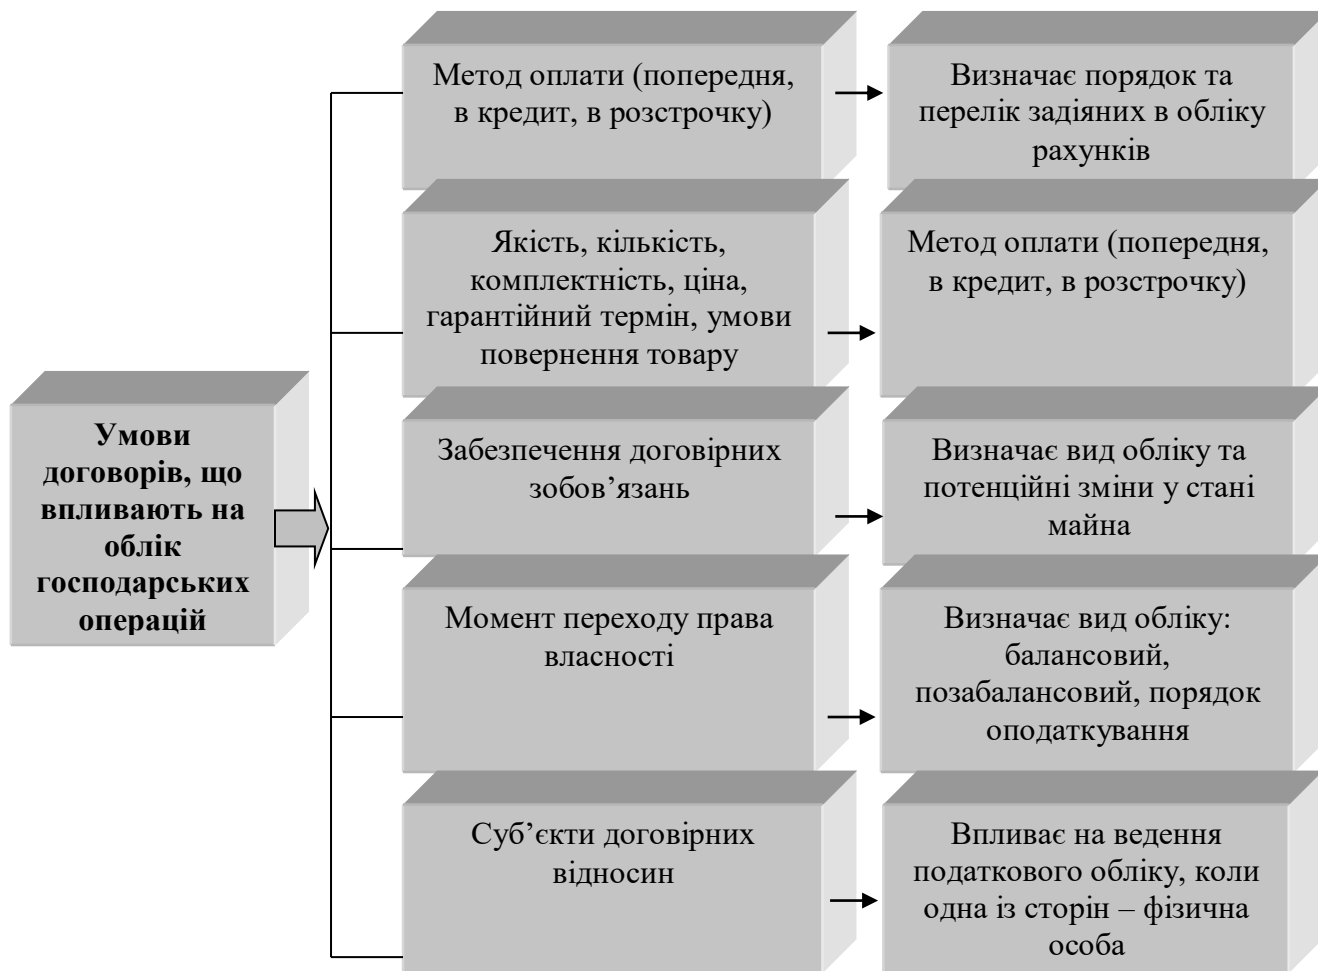 Умови
договорів, що
впливають на
облік
господарських
операцій
Метод оплати (попередня,
в кредит, в розстрочку)
Визначає порядок та
перелік задіяних в обліку
рахунків
Якість, кількість,
комплектність, ціна,
гарантійний термін, умови
повернення товару
Метод оплати (попередня,
в кредит, в розстрочку)
Забезпечення договірних
зобов’язань
Визначає вид обліку та
потенційні зміни у стані
майна
Момент переходу права
власності
Визначає вид обліку:
балансовий,
позабалансовий, порядок
оподаткування
Суб’єкти договірних
відносин
Впливає на ведення
податкового обліку, коли
одна із сторін – фізична
особа